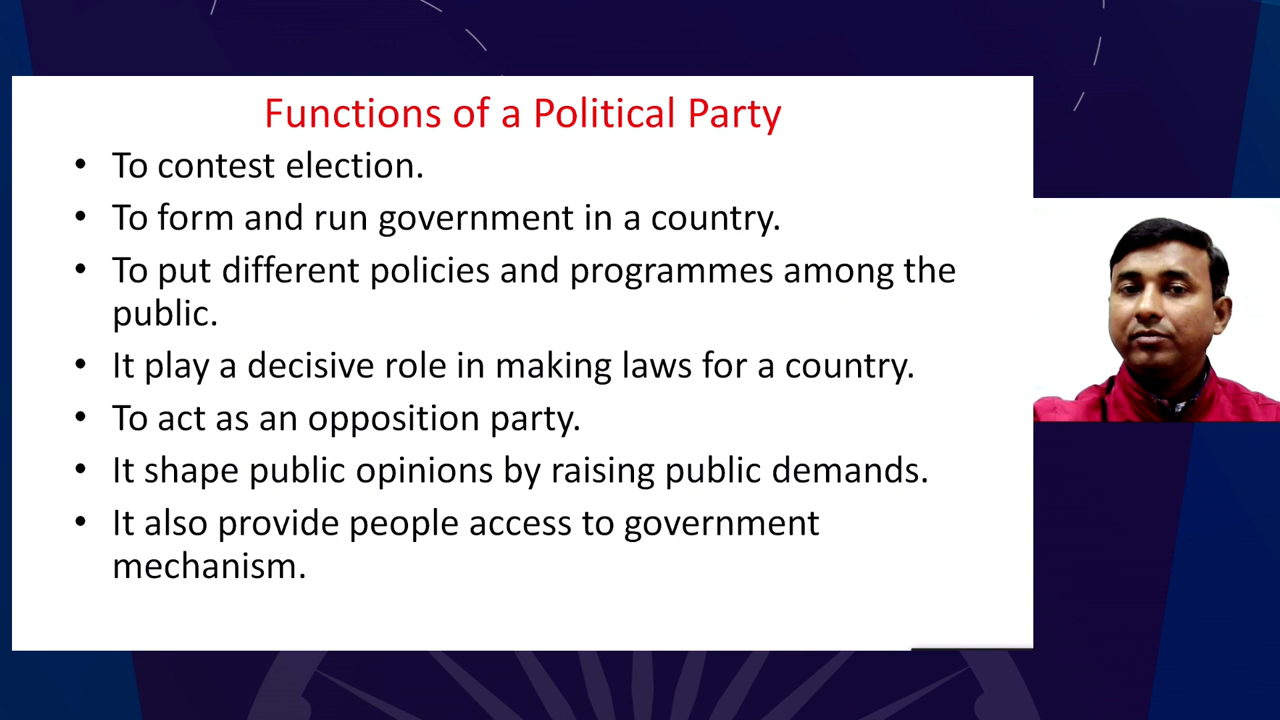 Functions of a Political Party
• To contest election.
• To form and run government in a country.
• To put different policies and programmes among the
public.
• It play a decisive role in making laws for a country.
• To act as an opposition party.
• It shape public opinions by raising public demands.
• It also provide people access to government
mechanism.